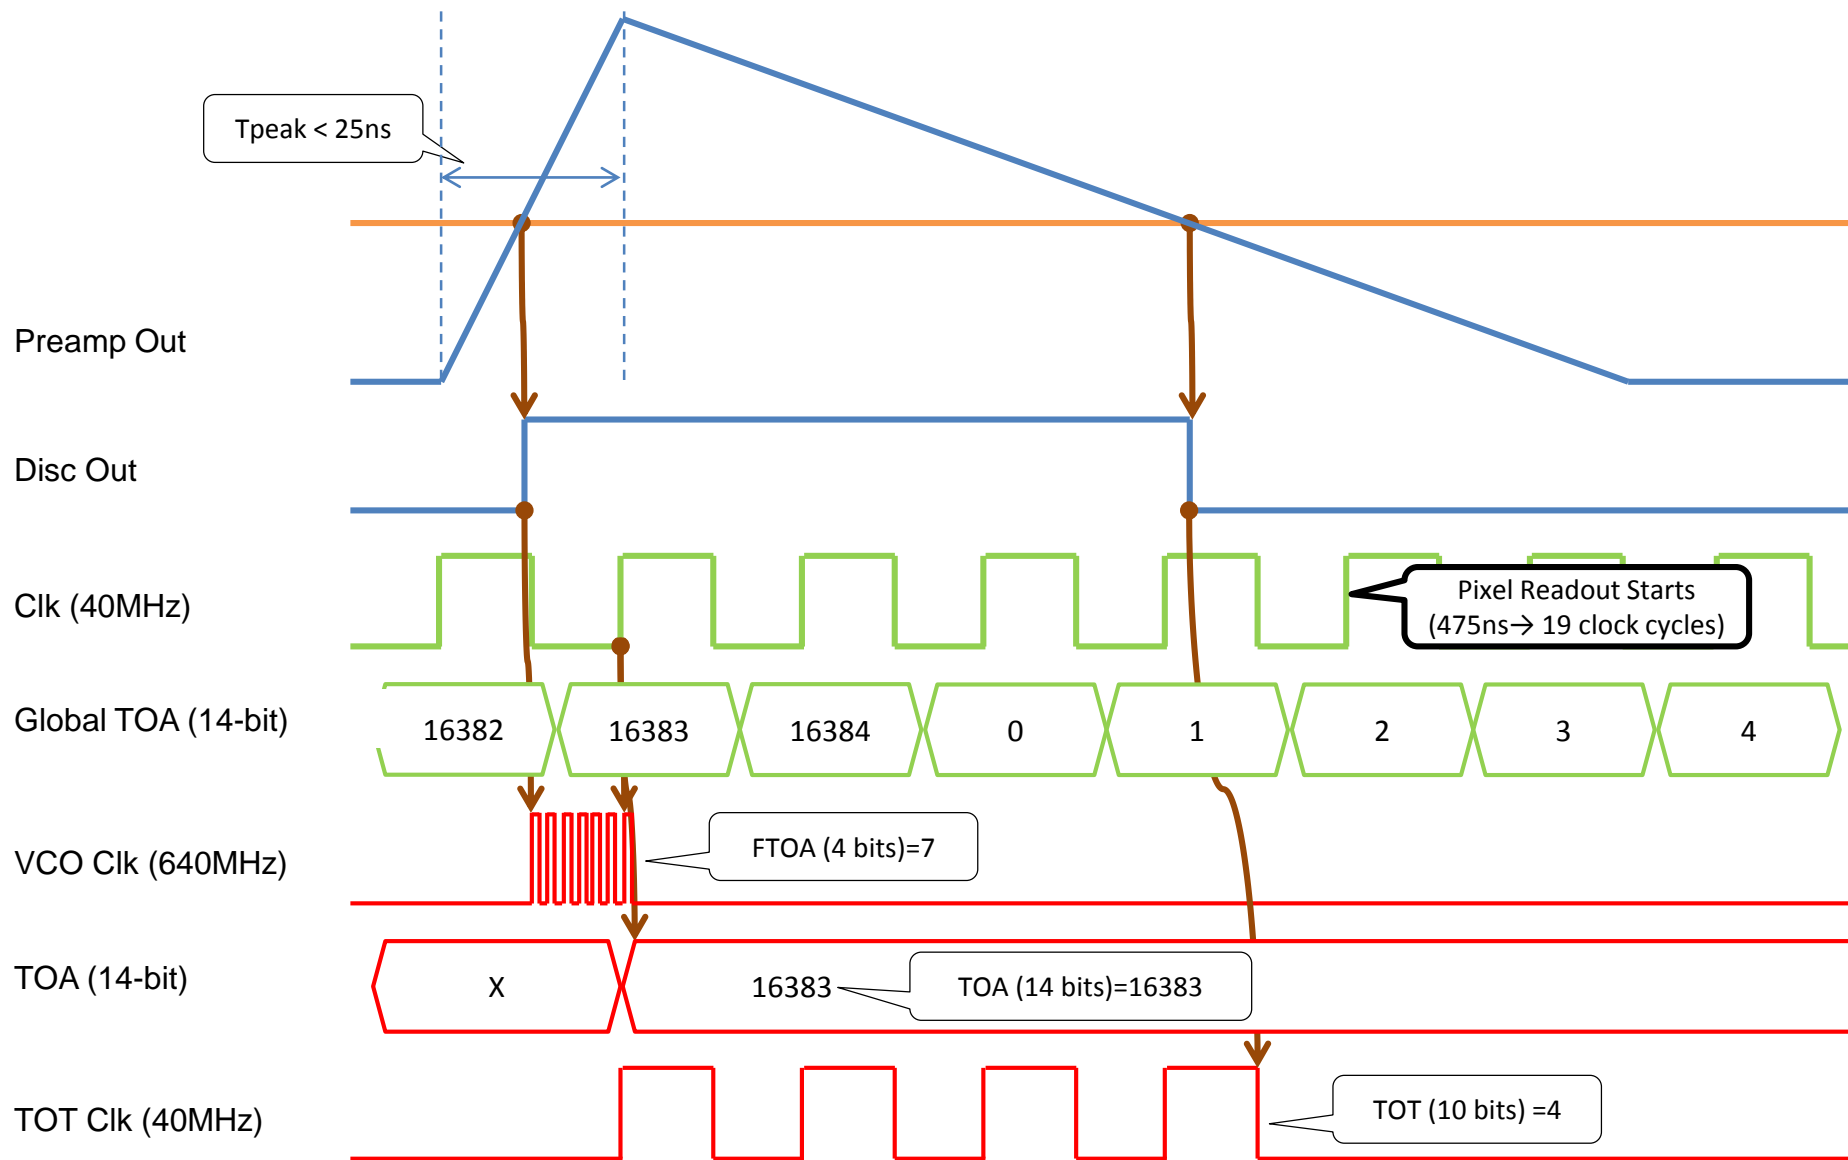 Tpeak < 25ns
Preamp Out
Disc Out
Clk (40MHz)
Pixel Readout Starts
(475ns→ 19 clock cycles)
Global TOA (14-bit)
16382 16383 16384 0 1 2 3 4
VCO Clk (640MHz)
FTOA (4 bits)=7
TOA (14-bit)
X 16383 TOA (14 bits)=16383
TOT Clk (40MHz)
TOT (10 bits) =4